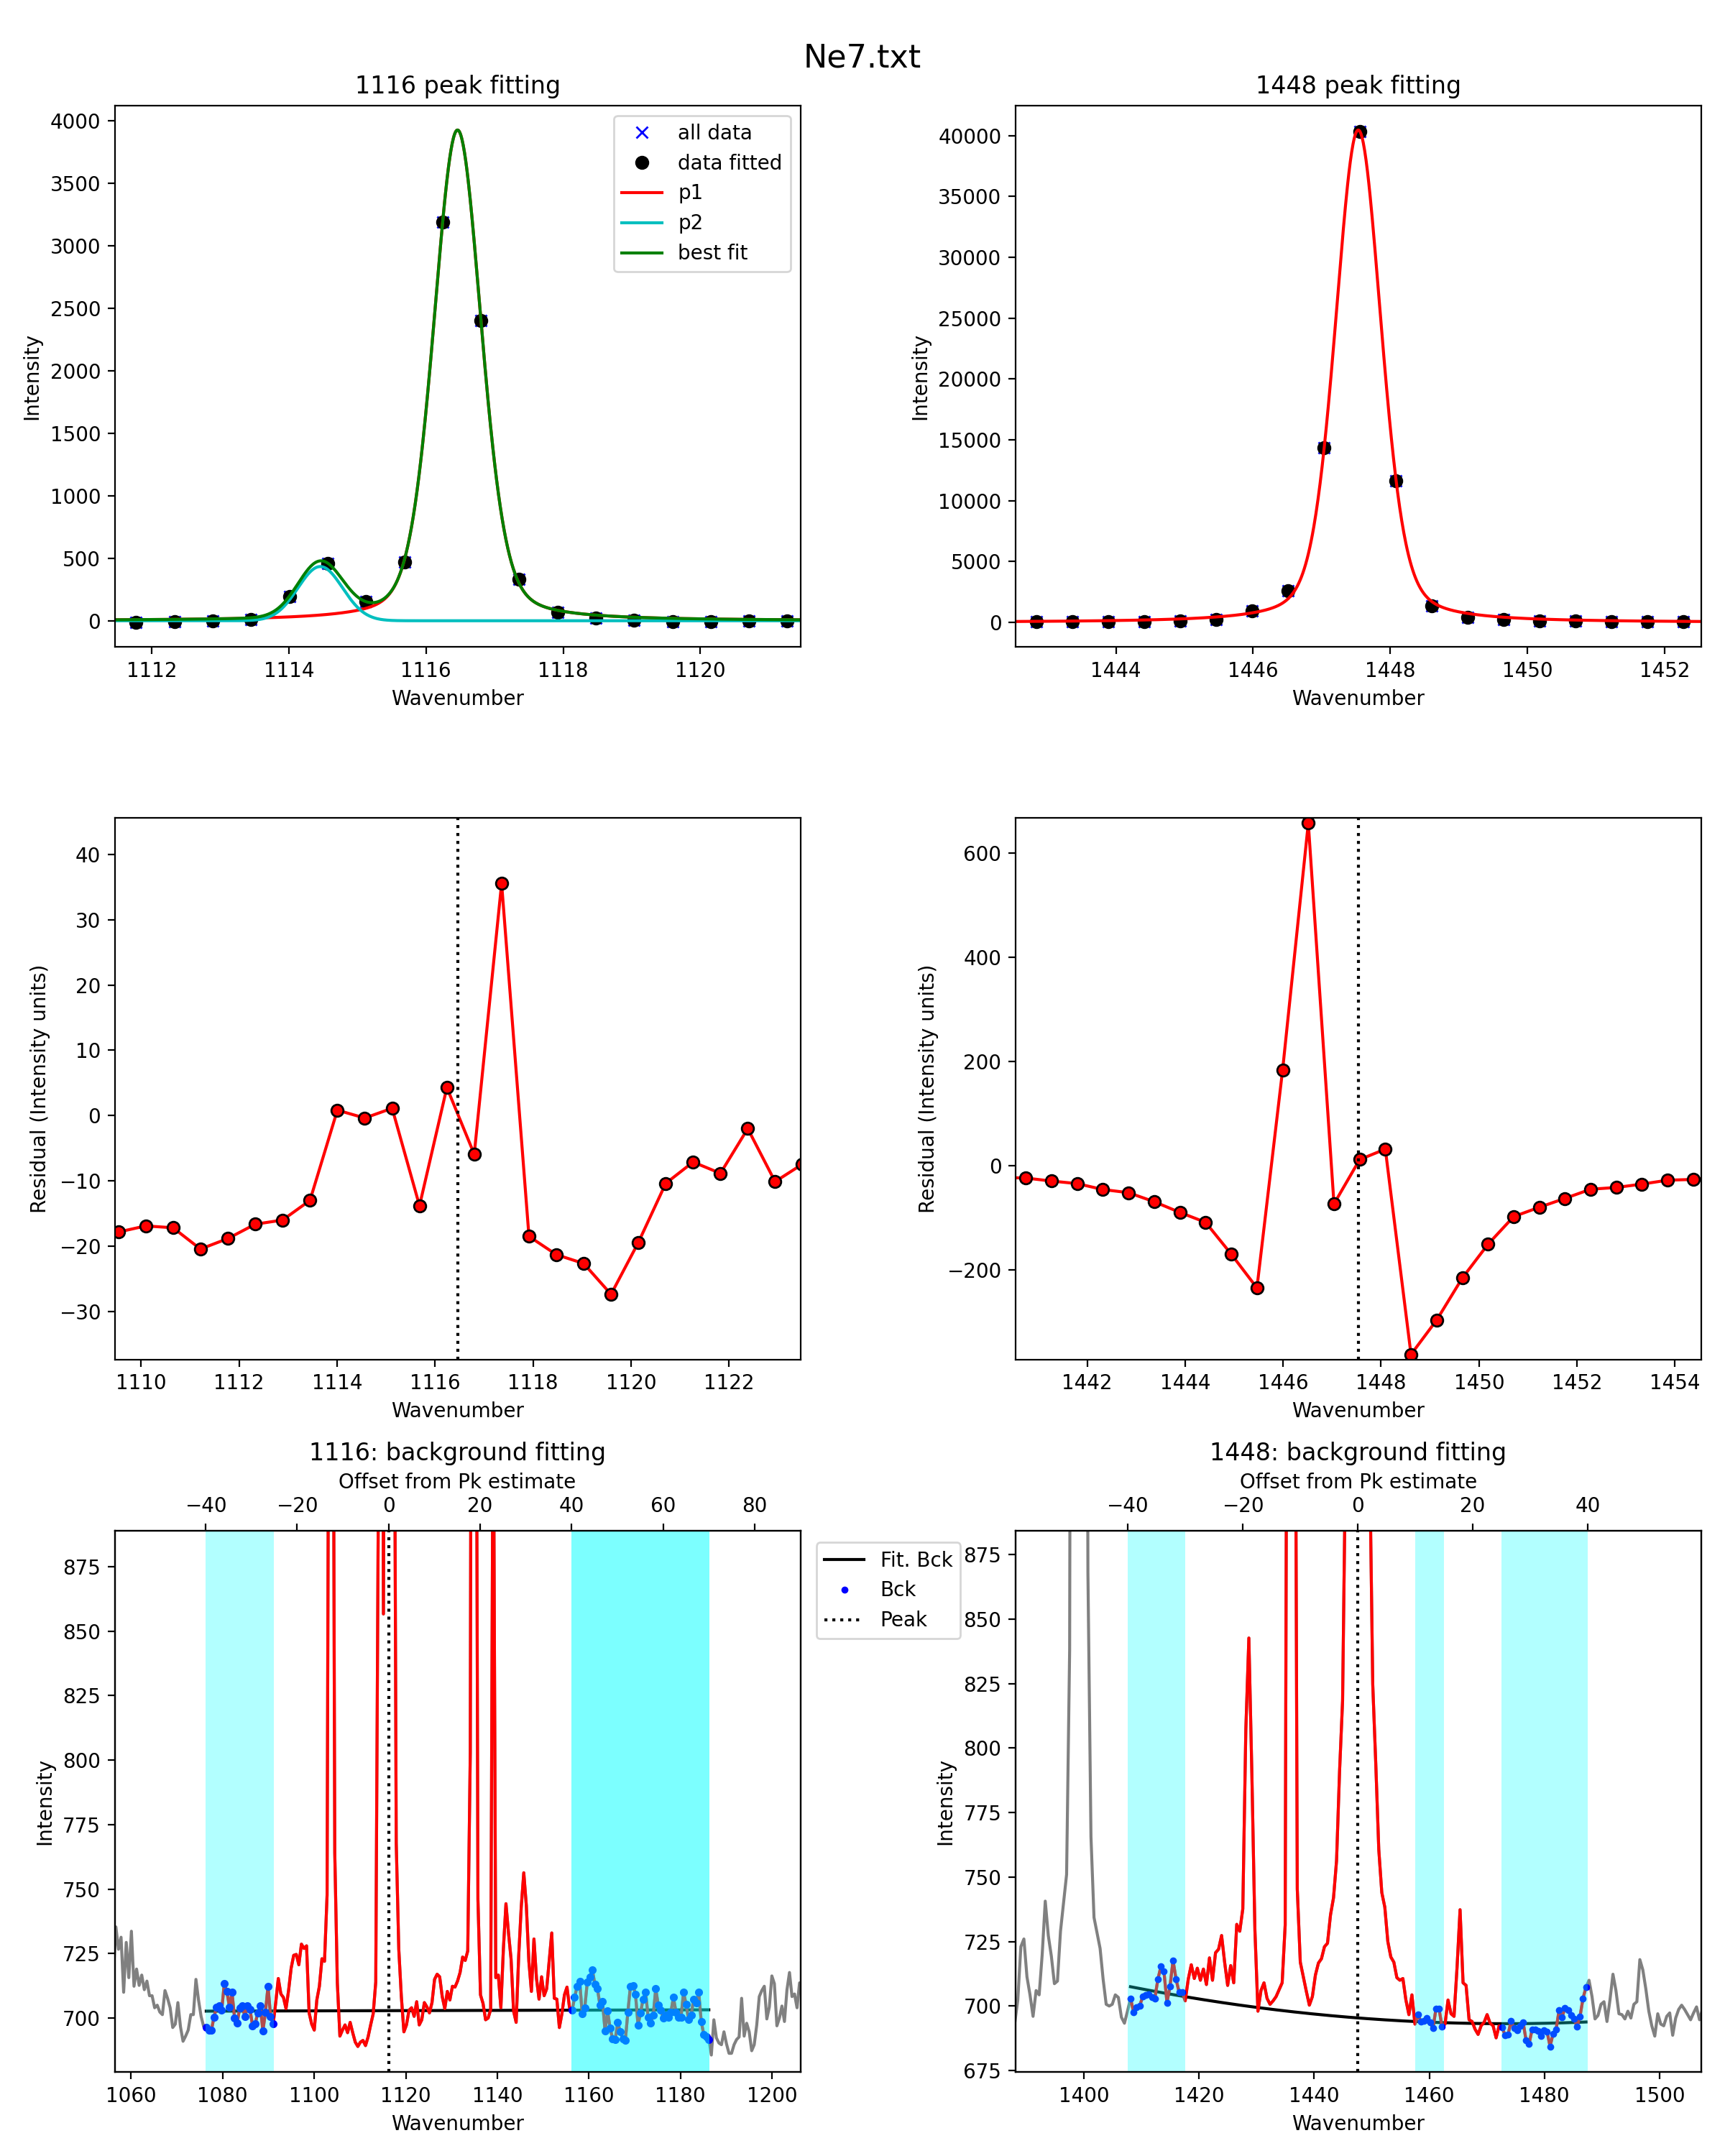 Ne7.txt
1116 peak fitting
4000
3500
3000
2500
2000
1500
1000
500
0
Intensity
all data
data fitted
p1
p2
best fit
1112 1114 1116 1118 1120
Wavenumber
1448 peak fitting
40000
35000
30000
25000
20000
15000
10000
5000
0
Intensity
1444 1446 1448 1450 1452
Wavenumber
40
30
20
10
0
−10
−20
−30
Residual (Intensity units)
1110 1112 1114 1116 1118 1120 1122
Wavenumber
600
400
200
0
−200
Residual (Intensity units)
1442 1444 1446 1448 1450 1452 1454
Wavenumber
1116: background fitting
Offset from Pk estimate
−40 −20 0 20 40 60 80
875
850
825
800
775
750
725
700
Intensity
1060 1080 1100 1120 1140 1160 1180 1200
Wavenumber
Fit. Bck
Bck
Peak
1448: background fitting
Offset from Pk estimate
−40 −20 0 20 40
875
850
825
800
775
750
725
700
675
Intensity
1400 1420 1440 1460 1480 1500
Wavenumber